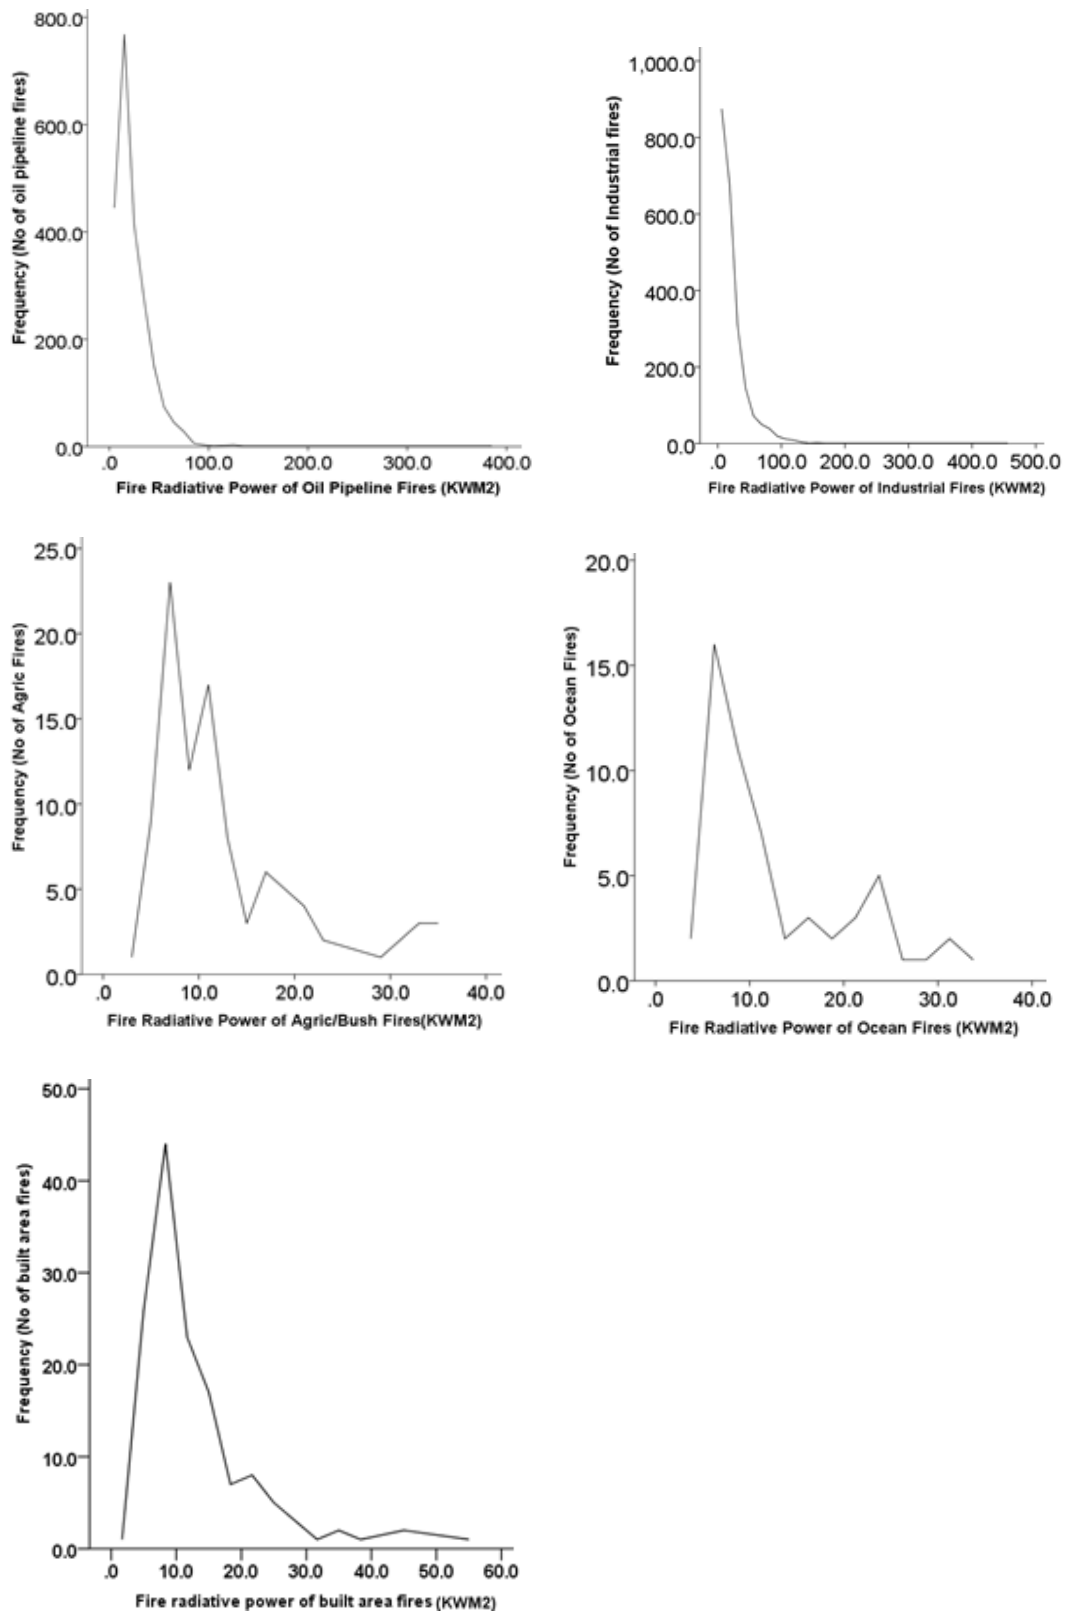 800.0
600.0
400.0
200.0
0.0
Frequency (No of oil pipeline fires)
.0 100.0 200.0 300.0 400.0
Fire Radiative Power of Oil Pipeline Fires (KWM2)
1,000.0
800.0
600.0
400.0
200.0
0.0
Frequency (No of Industrial fires)
.0 100.0 200.0 300.0 400.0 500.0
Fire Radiative Power of Industrial Fires (KWM2)
25.0
20.0
15.0
10.0
5.0
0.0
Frequency (No of Agric Fires)
.0 10.0 20.0 30.0 40.0
Fire Radiative Power of Agric/Bush Fires(KWM2)
20.0
15.0
10.0
5.0
0.0
Frequency (No of Ocean Fires)
.0 10.0 20.0 30.0 40.0
Fire Radiative Power of Ocean Fires (KWM2)
50.0
40.0
30.0
20.0
10.0
0.0
Frequency (No of built area fires)
.0 10.0 20.0 30.0 40.0 50.0 60.0
Fire radiative power of built area fires (KWM2)